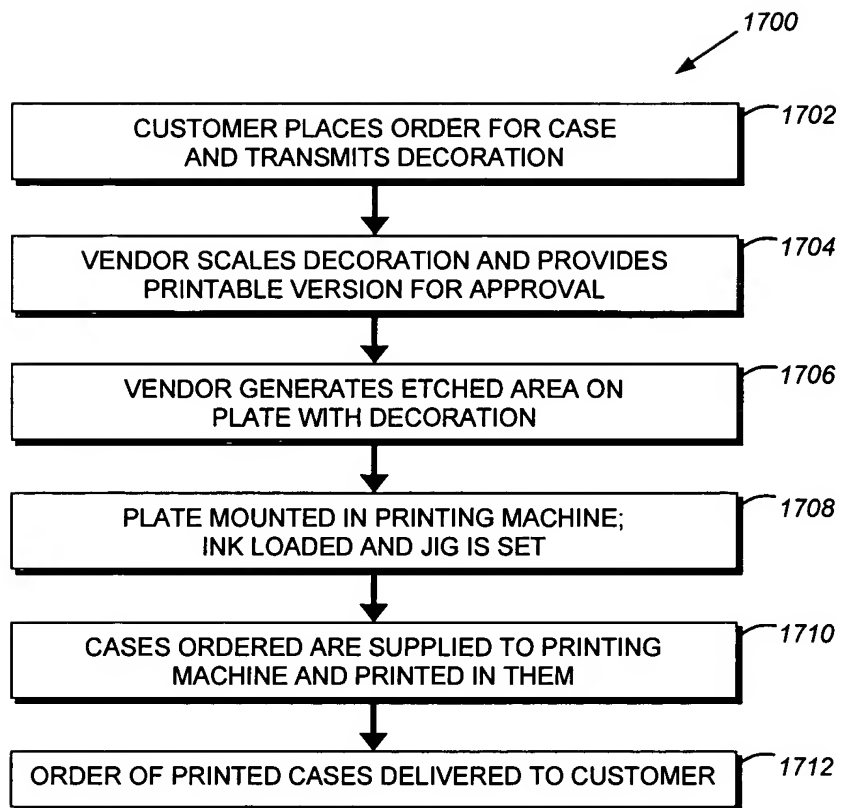 1700
1702
CUSTOMER PLACES ORDER FOR CASE
AND TRANSMITS DECORATION
1704
VENDOR SCALES DECORATION AND PROVIDES
PRINTABLE VERSION FOR APPROVAL
1706
VENDOR GENERATES ETCHED AREA ON
PLATE WITH DECORATION
1708
PLATE MOUNTED IN PRINTING MACHINE;
INK LOADED AND JIG IS SET
1710
CASES ORDERED ARE SUPPLIED TO PRINTING
MACHINE AND PRINTED IN THEM
1712
ORDER OF PRINTED CASES DELIVERED TO CUSTOMER